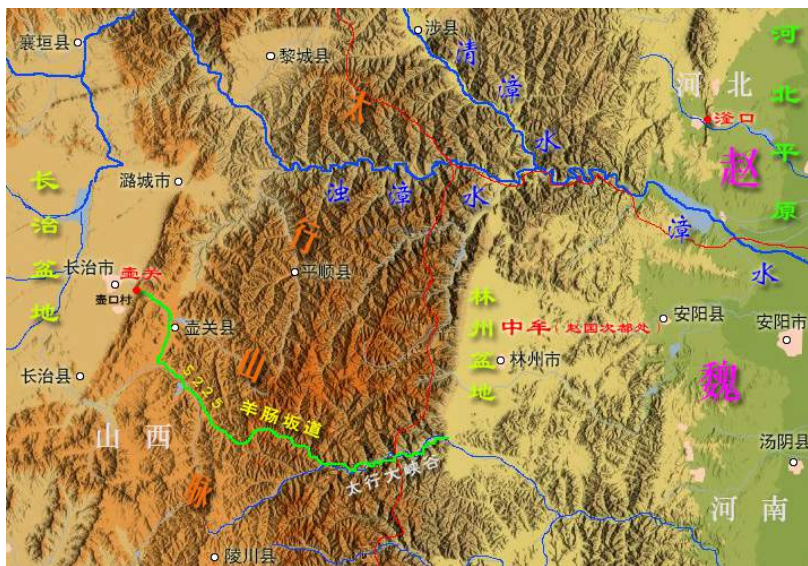 襄垣县
黎城县
涉县
清漳水
河北
河北平原
滏口
赵
太行山脉
潞城市
浊漳水
漳水
长治盆地
长治市
壶关
壶口村
平顺县
壶关县
林州盆地
中牟（赵国次都处）
林州市
安阳县
安阳市
魏
长治县
S225
羊肠坂道
山西
太行大峡谷
汤阴县
河南
陵川县